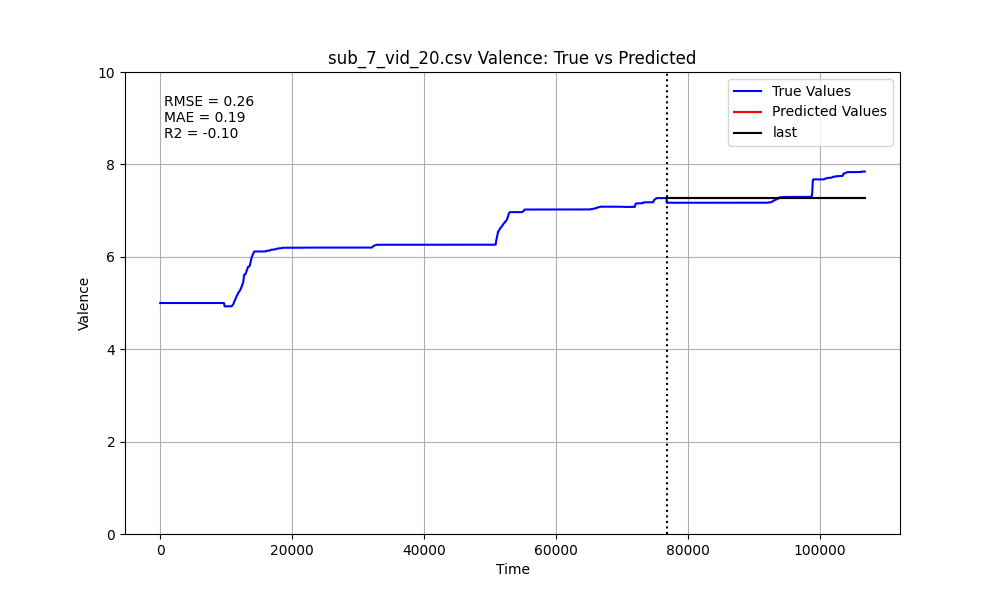 sub_7_vid_20.csv Valence: True vs Predicted
RMSE = 0.26
MAE = 0.19
R2 = -0.10
True Values
Predicted Values
last
Valence
10
8
6
4
2
0
0 20000 40000 60000 80000 100000
Time